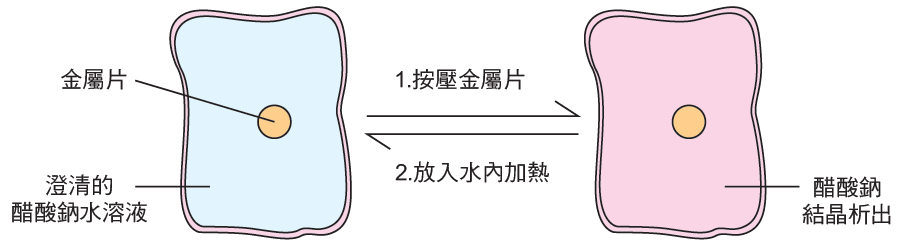 金屬片
1.按壓金屬片
2.放入水內加熱
澄清的
醋酸鈉水溶液
醋酸鈉
結晶析出